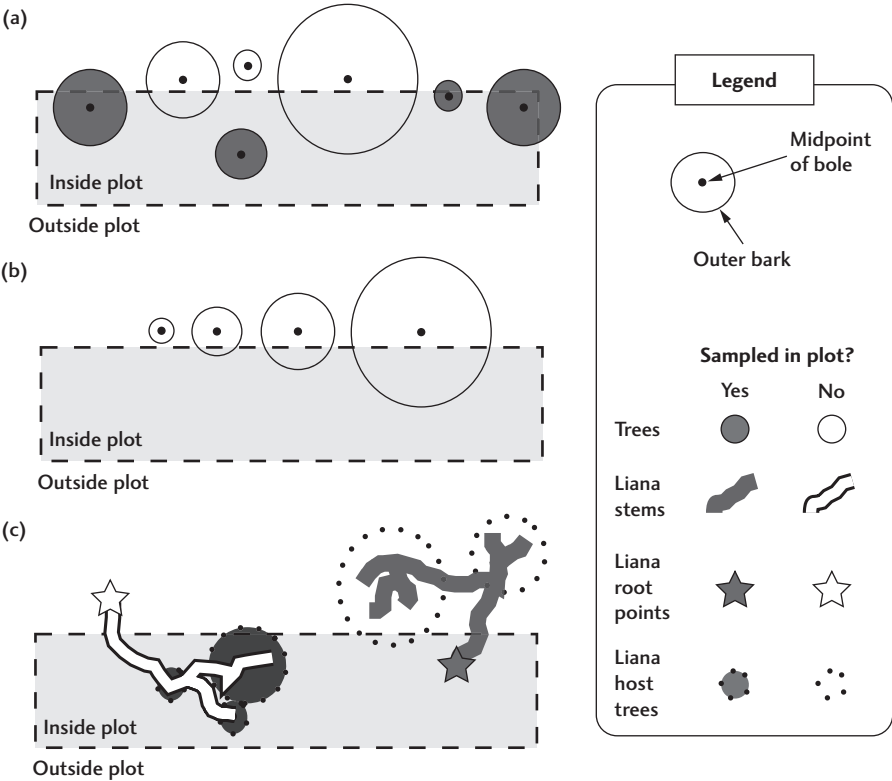 (a)
Inside plot
Outside plot
(b)
Inside plot
Outside plot
(c)
Inside plot
Outside plot
Legend
Midpoint
of bole
Outer bark
Sampled in plot?
Yes No
Trees
Liana
stems
Liana
root
points
Liana
host
trees